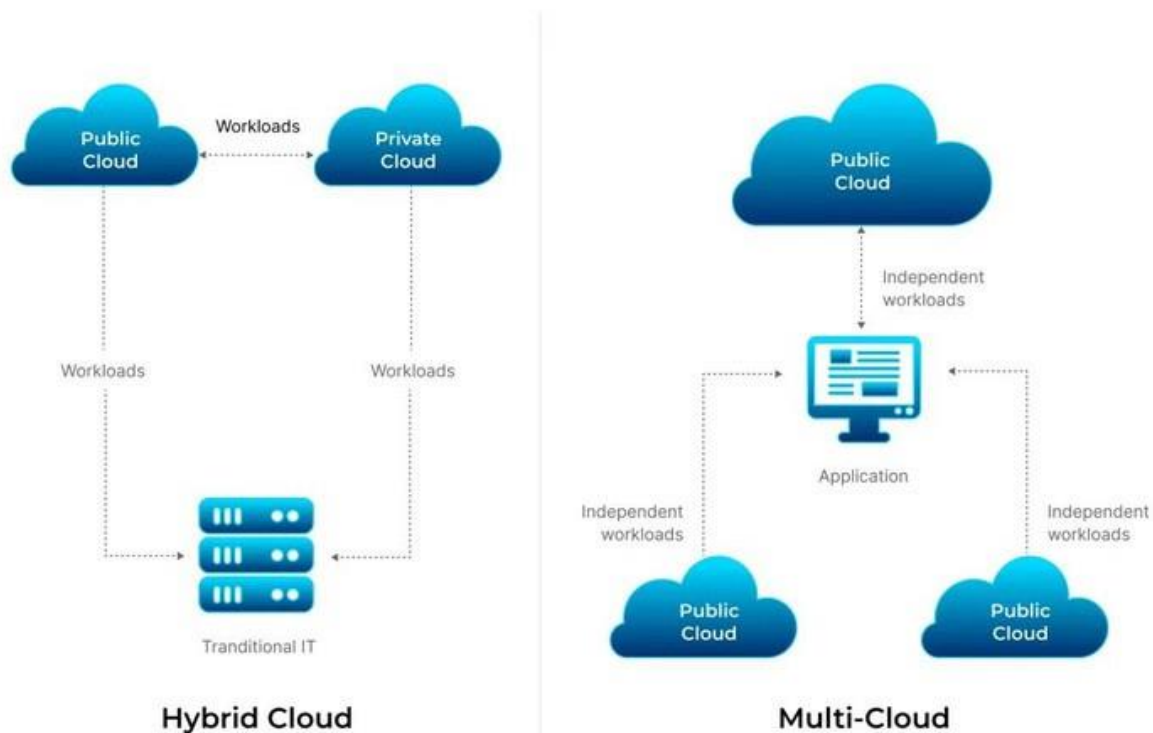 Public
Cloud
Workloads
Private
Cloud
Workloads
Workloads
Tranditional IT
Hybrid Cloud
Public
Cloud
Independent
workloads
Application
Independent
workloads
Independent
workloads
Public
Cloud
Public
Cloud
Multi-Cloud